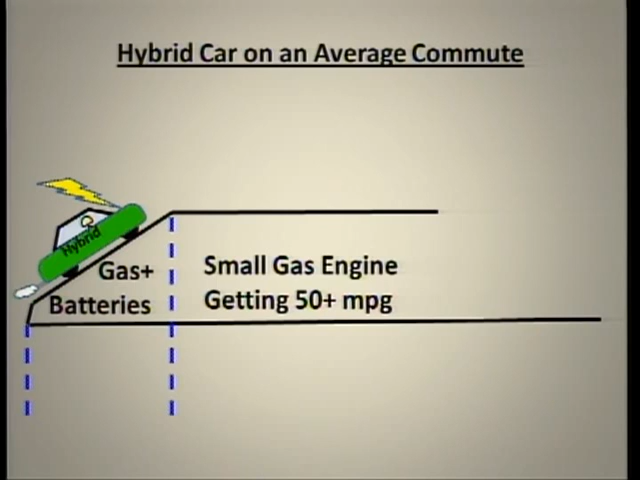 Hybrid Car on an Average Commute
Hybrid
Gas+
Batteries
Small Gas Engine
Getting 50+ mpg